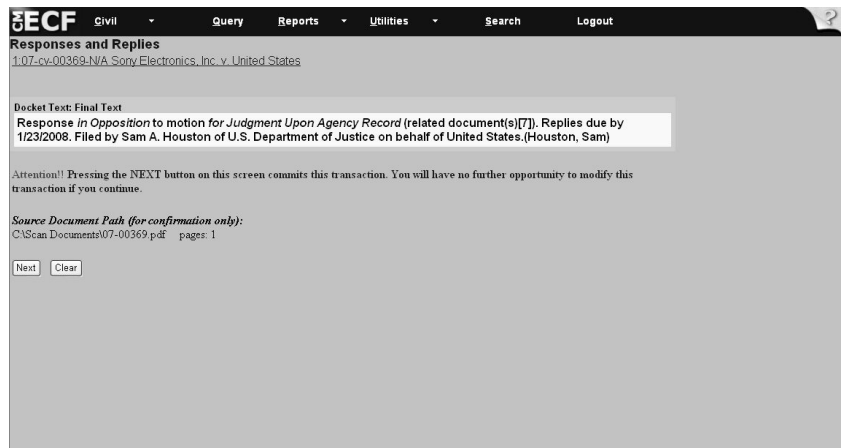 CM ECF Civil Query Reports Utilities Search Logout ?
Responses and Replies
1:07-cv-00369-N/A Sony Electronics, Inc. v. United States
Docket Text: Final Text
Response in Opposition to motion for Judgment Upon Agency Record (related document(s)[7]). Replies due by
1/23/2008. Filed by Sam A. Houston of U.S. Department of Justice on behalf of United States.(Houston, Sam)
Attention!! Pressing the NEXT button on this screen commits this transaction. You will have no further opportunity to modify this
transaction if you continue.
Source Document Path (for confirmation only):
C:\Scan Documents\07-00369.pdf pages: 1
Next Clear